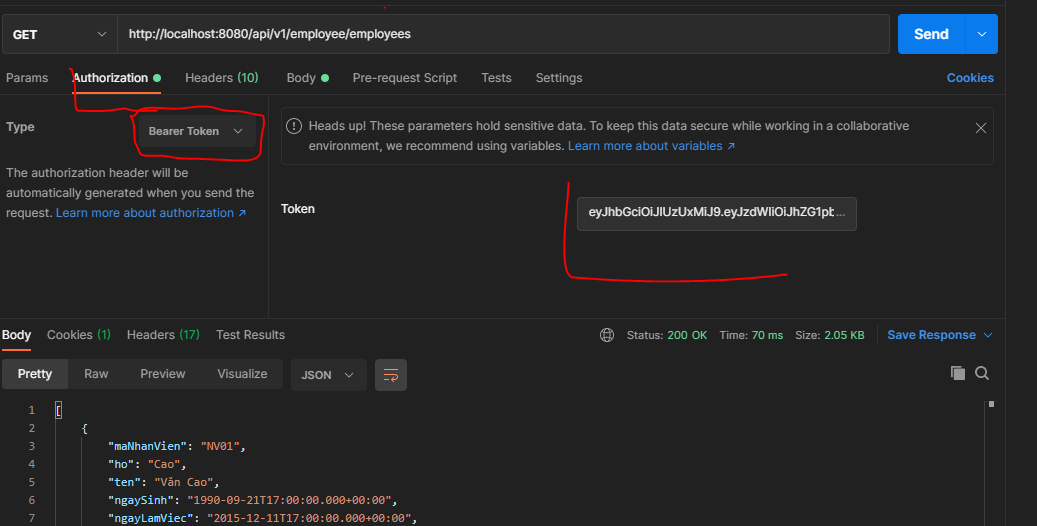 GET http://localhost:8080/api/v1/employee/employees Send
Params Authorization Headers (10) Body Pre-request Script Tests Settings Cookies
Type Bearer Token
The authorization header will be
automatically generated when you send the
request. Learn more about authorization ↗
Heads up! These parameters hold sensitive data. To keep this data secure while working in a collaborative
environment, we recommend using variables. Learn more about variables ↗
Token eyJhbGciOiJIUzUxMiJ9.eyJzdWIiOiJhZG1pb...
Body Cookies (1) Headers (17) Test Results Status: 200 OK Time: 70 ms Size: 2.05 KB Save Response
Pretty Raw Preview Visualize JSON
1 [
2 {
3 "maNhanVien": "NV01",
4 "ho": "Cao",
5 "ten": "Văn Cao",
6 "ngaySinh": "1990-09-21T17:00:00.000+00:00",
7 "ngayLamViec": "2015-12-11T17:00:00.000+00:00",